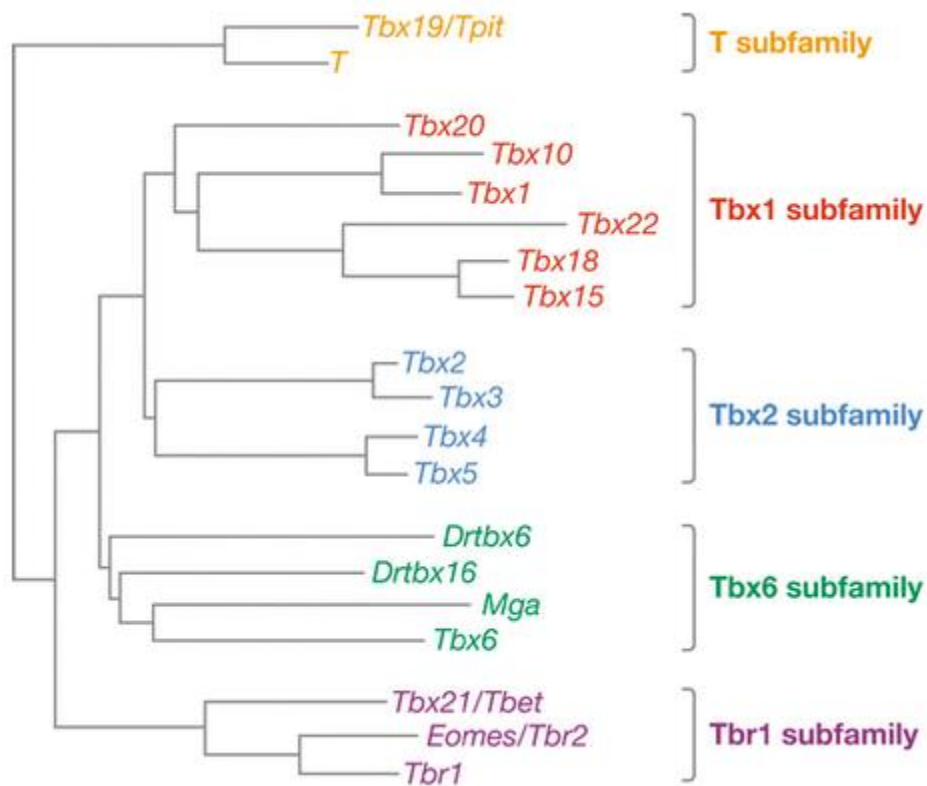 Tbx19/Tpit
T subfamily
T
Tbx20
Tbx10
Tbx1
Tbx1 subfamily
Tbx22
Tbx18
Tbx15
Tbx2
Tbx3
Tbx2 subfamily
Tbx4
Tbx5
Drtbx6
Drtbx16
Tbx6 subfamily
Mga
Tbx6
Tbx21/Tbet
Eomes/Tbr2
Tbr1 subfamily
Tbr1